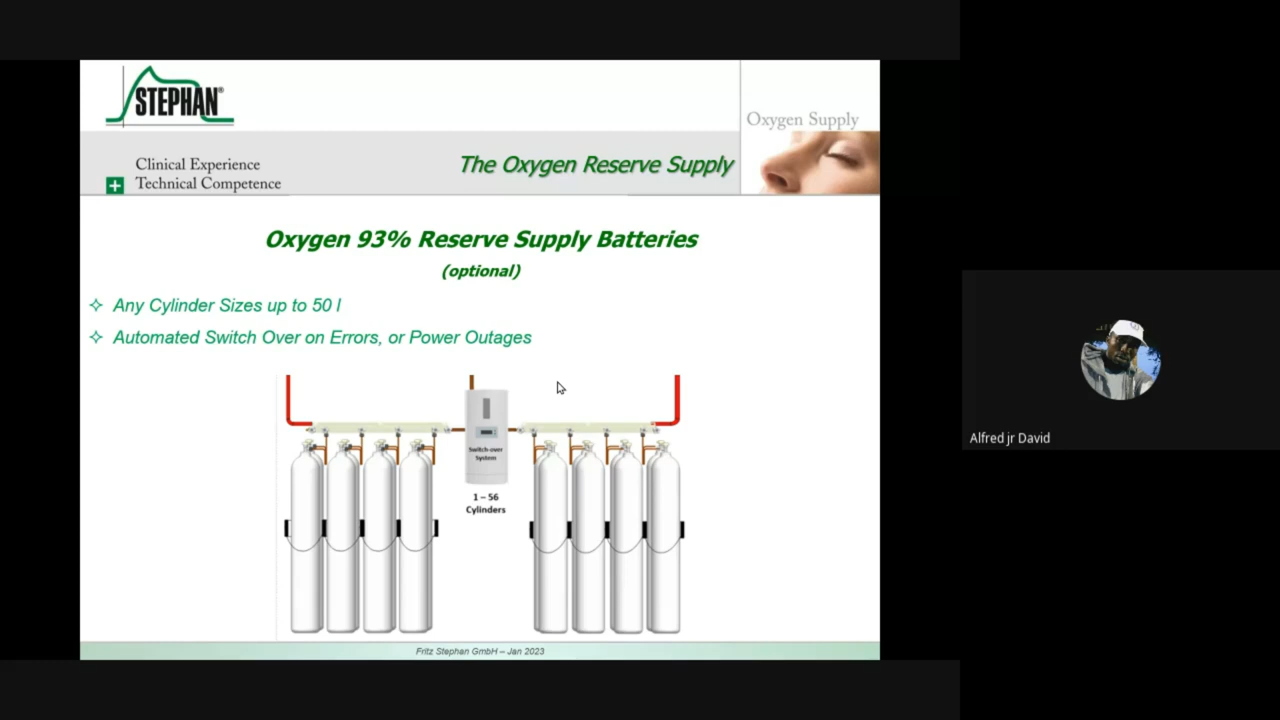 STEPHAN®
Oxygen Supply
Clinical Experience
Technical Competence
The Oxygen Reserve Supply
Oxygen 93% Reserve Supply Batteries
(optional)
Any Cylinder Sizes up to 50 l
Automated Switch Over on Errors, or Power Outages
Switch-over
System
1 – 56
Cylinders
Fritz Stephan GmbH – Jan 2023
Alfred jr David